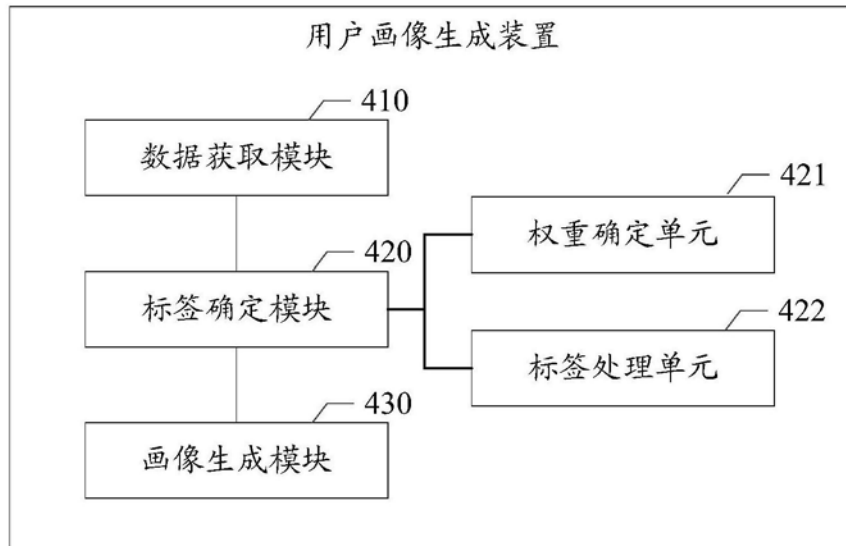 用户画像生成装置
410
数据获取模块
421
权重确定单元
420
标签确定模块
422
标签处理单元
430
画像生成模块